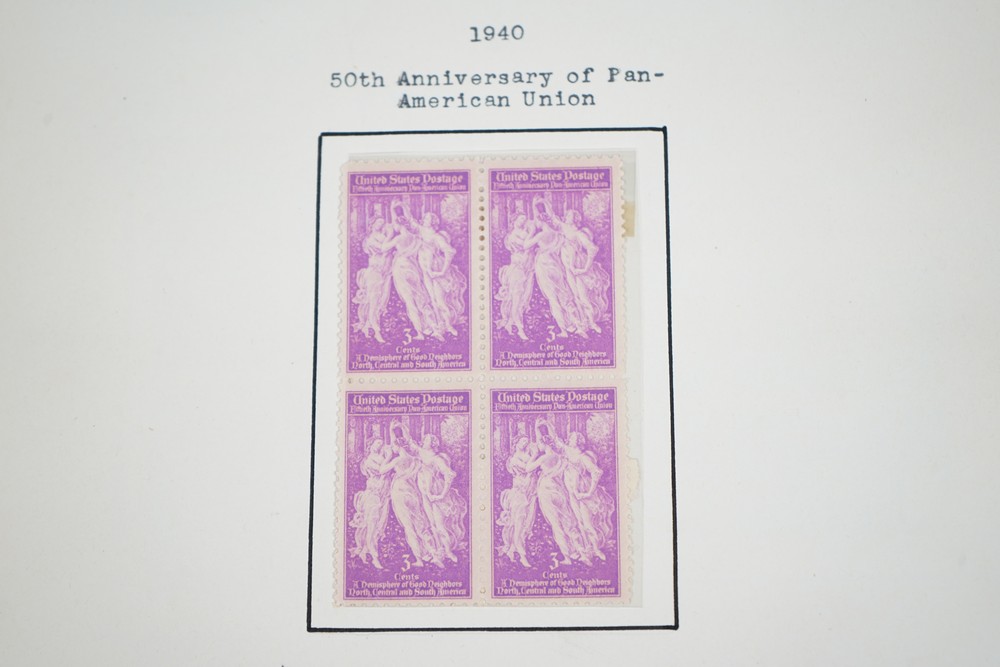 1940
50th Anniversary of Pan-
American Union
United States Postage
Fiftieth Anniversary Pan-American Union
3
Cents
A Hemisphere of Good Neighbors
North, Central and South America
United States Postage
Fiftieth Anniversary Pan-American Union
3
Cents
A Hemisphere of Good Neighbors
North, Central and South America
United States Postage
Fiftieth Anniversary Pan-American Union
3
Cents
A Hemisphere of Good Neighbors
North, Central and South America
United States Postage
Fiftieth Anniversary Pan-American Union
3
Cents
A Hemisphere of Good Neighbors
North, Central and South America